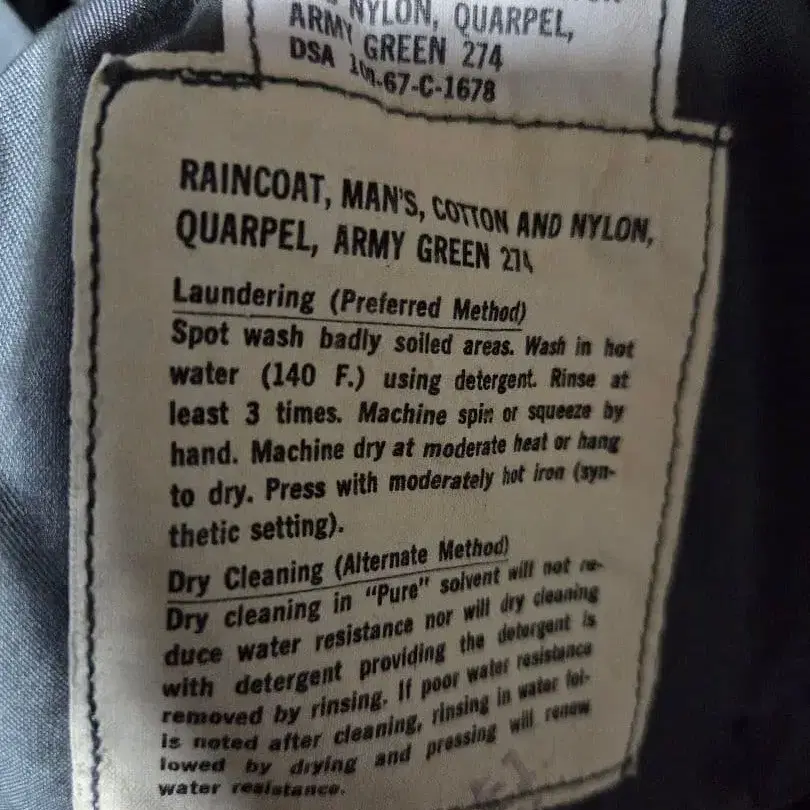 NYLON, QUARPEL,
ARMY GREEN 274
DSA 100-67-C-1678
RAINCOAT, MAN'S, COTTON AND NYLON,
QUARPEL, ARMY GREEN 274
Laundering (Preferred Method)
Spot wash badly soiled areas. Wash in hot
water (140 F.) using detergent. Rinse at
least 3 times. Machine spin or squeeze by
hand. Machine dry at moderate heat or hang
to dry. Press with moderately hot iron (syn-
thetic setting).
Dry Cleaning (Alternate Method)
Dry cleaning in "Pure" solvent will not re-
duce water resistance nor will dry cleaning
with detergent providing the detergent is
removed by rinsing. If poor water resistance
is noted after cleaning, rinsing in water fol-
lowed by drying and pressing will renew
water resistance.